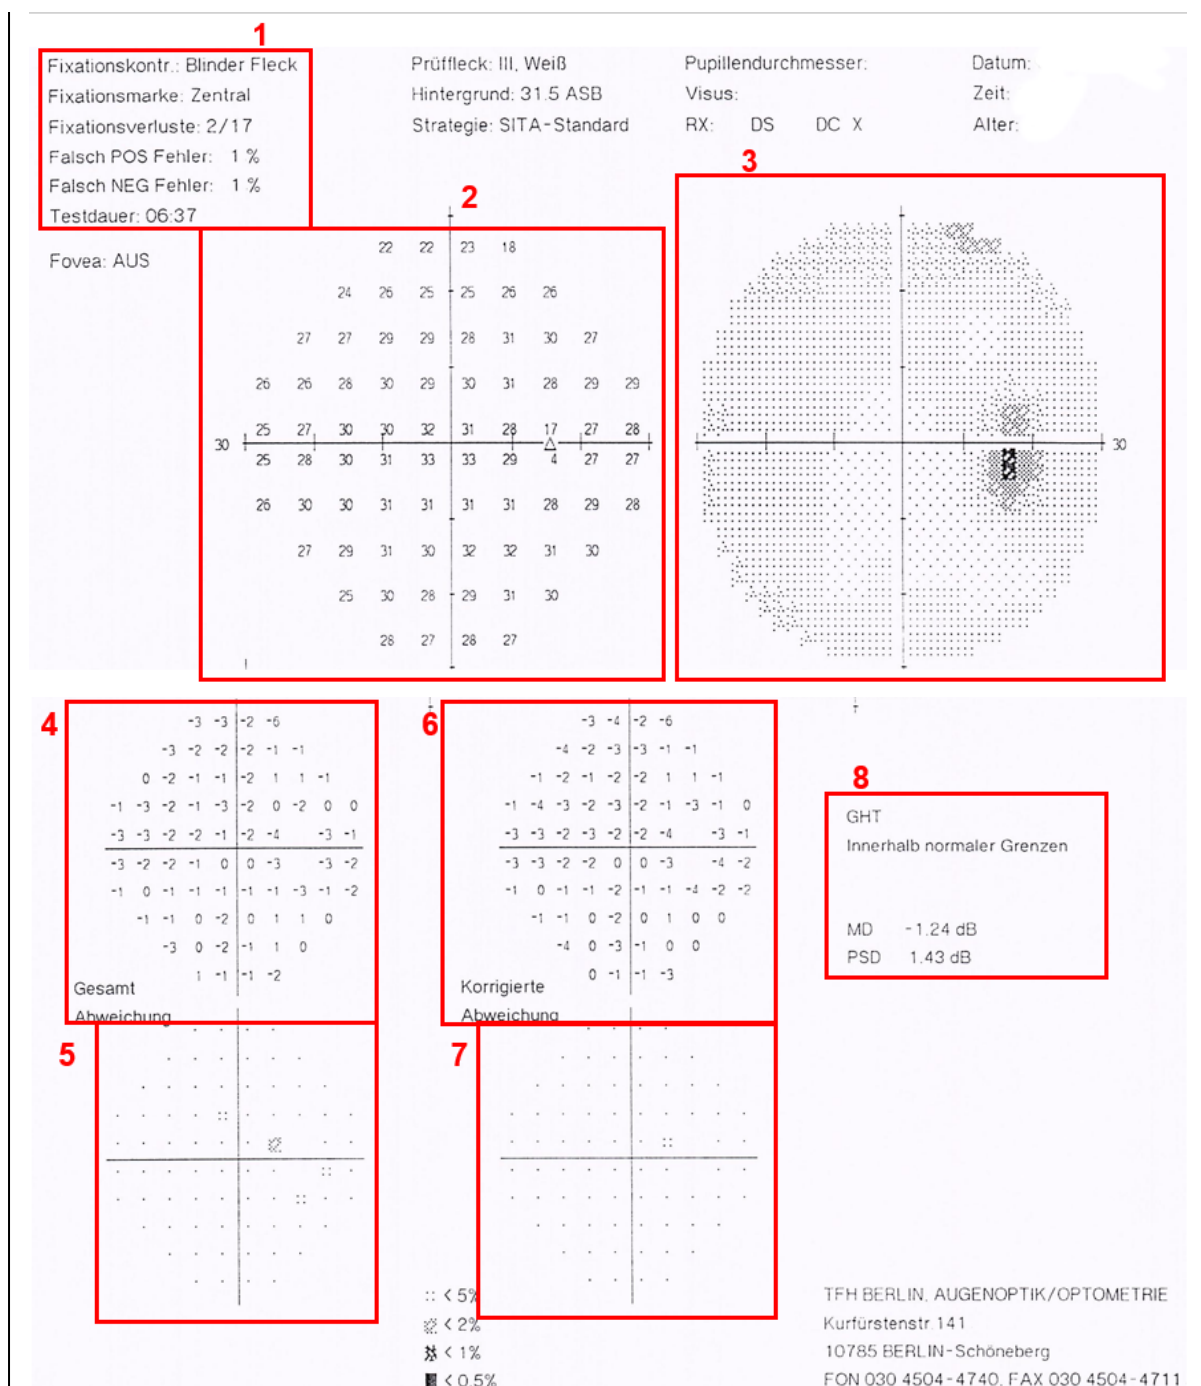 1
Fixationskontr.: Blinder Fleck
Fixationsmarke: Zentral
Fixationsverluste: 2/17
Falsch POS Fehler: 1 %
Falsch NEG Fehler: 1 %
Testdauer: 06:37
Fovea: AUS
Prüffleck: III, Weiß
Hintergrund: 31.5 ASB
Strategie: SITA-Standard
Pupillendurchmesser:
Visus:
RX: DS DC X
Datum:
Zeit:
Alter:
2
22 22 23 18
24 26 25 25 26 26
27 27 29 29 28 31 30 27
26 26 28 30 29 30 31 28 29 29
25 27 30 30 32 31 28 17 27 28
30
25 28 30 31 33 33 29 4 27 27
26 30 30 31 31 31 31 28 29 28
27 29 31 30 32 32 31 30
25 30 28 29 31 30
28 27 28 27
3
30
4
-3 -3 -2 -6
-3 -2 -2 -2 -1 -1
0 -2 -1 -1 -2 1 1 -1
-1 -3 -2 -1 -3 -2 0 -2 0 0
-3 -3 -2 -2 -1 -2 -4 -3 -1
-3 -2 -2 -1 0 0 -3 -3 -2
-1 0 -1 -1 -1 -1 -1 -3 -1 -2
-1 -1 0 -2 0 1 1 0
-3 0 -2 -1 1 0
1 -1 -1 -2
Gesamt
Abweichung
5
6
-3 -4 -2 -6
-4 -2 -3 -3 -1 -1
-1 -2 -1 -2 -2 1 1 -1
-1 -4 -3 -2 -3 -2 -1 -3 -1 0
-3 -3 -2 -3 -2 -2 -4 -3 -1
-3 -3 -2 -2 0 0 -3 -4 -2
-1 0 -1 -1 -2 -1 -1 -4 -2 -2
-1 -1 0 -2 0 1 0 0
-4 0 -3 -1 0 0
0 -1 -1 -3
Korrigierte
Abweichung
7
8
GHT
Innerhalb normaler Grenzen
MD -1.24 dB
PSD 1.43 dB
< 5%
< 2%
< 1%
< 0.5%
TFH BERLIN, AUGENOPTIK/OPTOMETRIE
Kurfürstenstr.141
10785 BERLIN-Schöneberg
FON 030 4504-4740, FAX 030 4504-4711